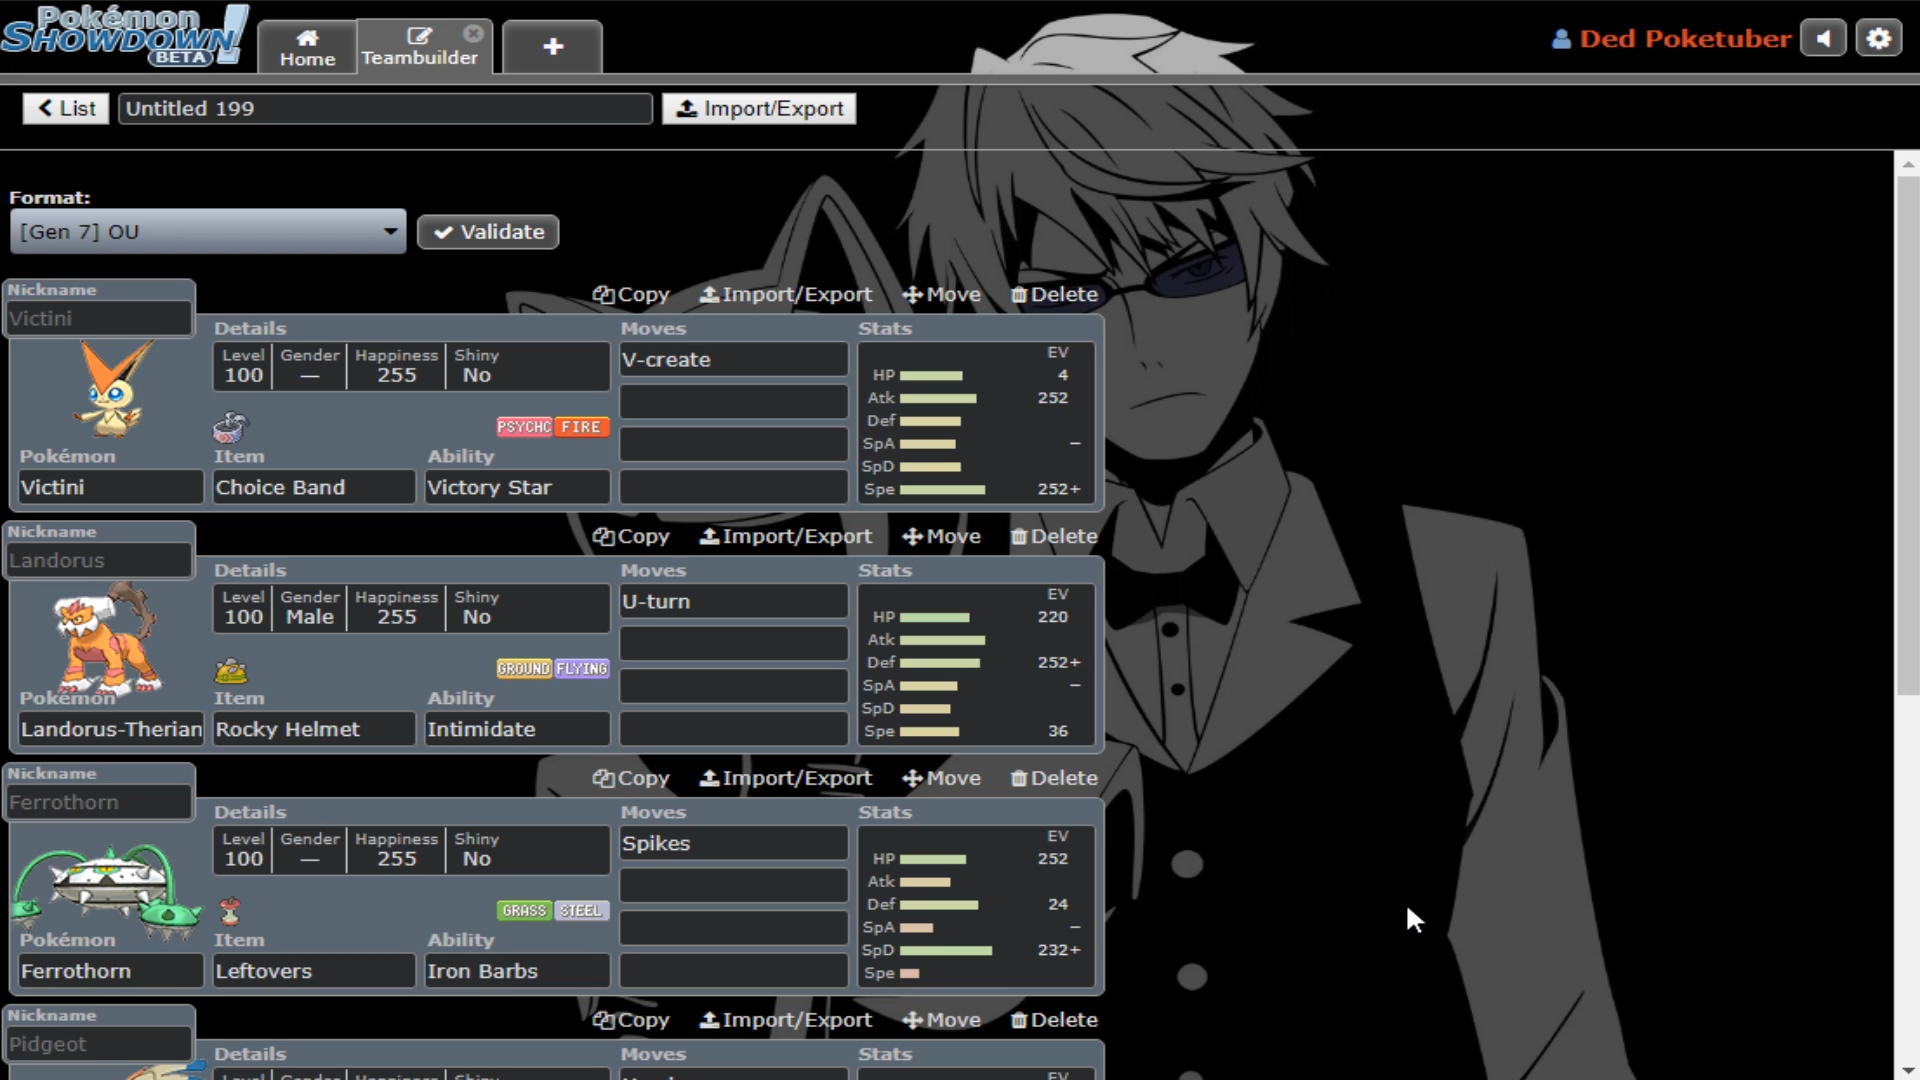 Pokémon
SHOWDOWN!
BETA
Home
Teambuilder
Ded Poketuber
List
Untitled 199
Import/Export
Format:
[Gen 7] OU
Validate
Nickname
Victini
Copy Import/Export Move Delete
Details
Moves
Stats
Level Gender Happiness Shiny
100 — 255 No
V-create
EV
HP 4
Atk 252
Def
SpA –
SpD
Spe 252+
PSYCHC FIRE
Pokémon
Item
Ability
Victini
Choice Band
Victory Star
Nickname
Landorus
Copy Import/Export Move Delete
Details
Moves
Stats
Level Gender Happiness Shiny
100 Male 255 No
U-turn
EV
HP 220
Atk
Def 252+
SpA –
SpD
Spe 36
GROUND FLYING
Pokémon
Item
Ability
Landorus-Therian
Rocky Helmet
Intimidate
Nickname
Ferrothorn
Copy Import/Export Move Delete
Details
Moves
Stats
Level Gender Happiness Shiny
100 — 255 No
Spikes
EV
HP 252
Atk
Def 24
SpA –
SpD 232+
Spe
GRASS STEEL
Pokémon
Item
Ability
Ferrothorn
Leftovers
Iron Barbs
Nickname
Pidgeot
Copy Import/Export Move Delete
Details
Moves
Stats
Level Gender Happiness Shiny
EV